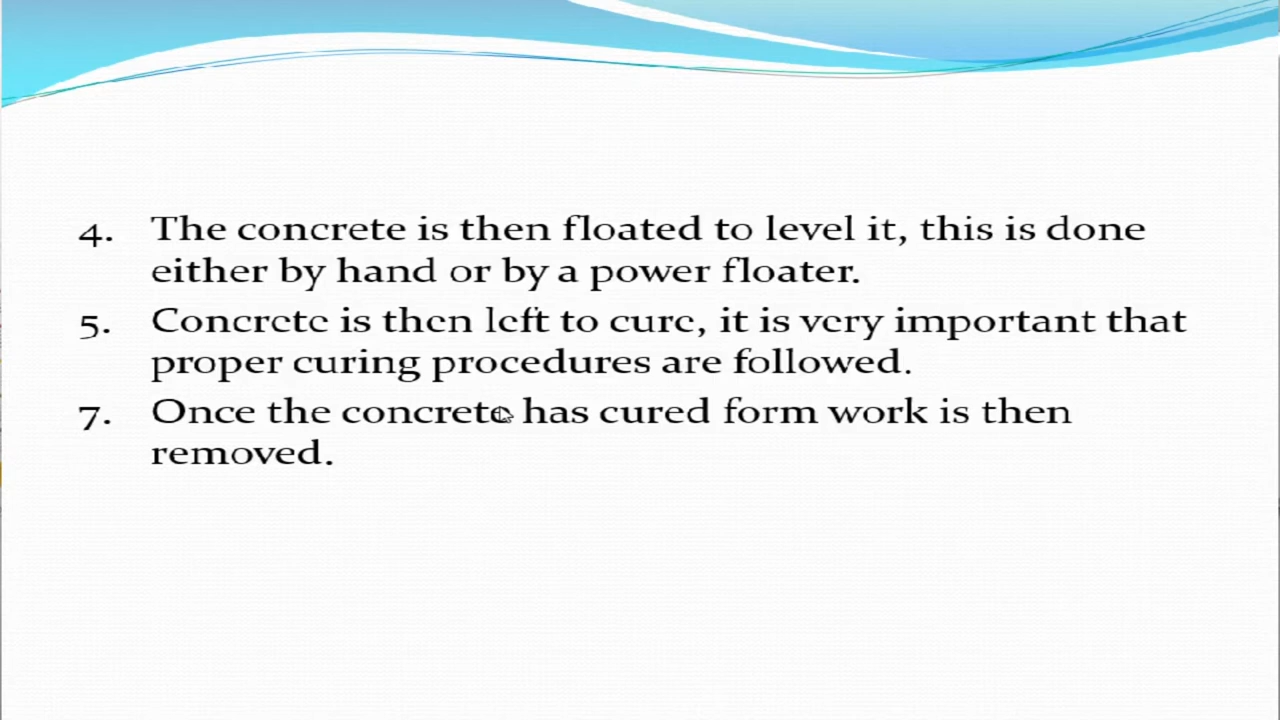 4. The concrete is then floated to level it, this is done
either by hand or by a power floater.
5. Concrete is then left to cure, it is very important that
proper curing procedures are followed.
7. Once the concrete has cured form work is then
removed.